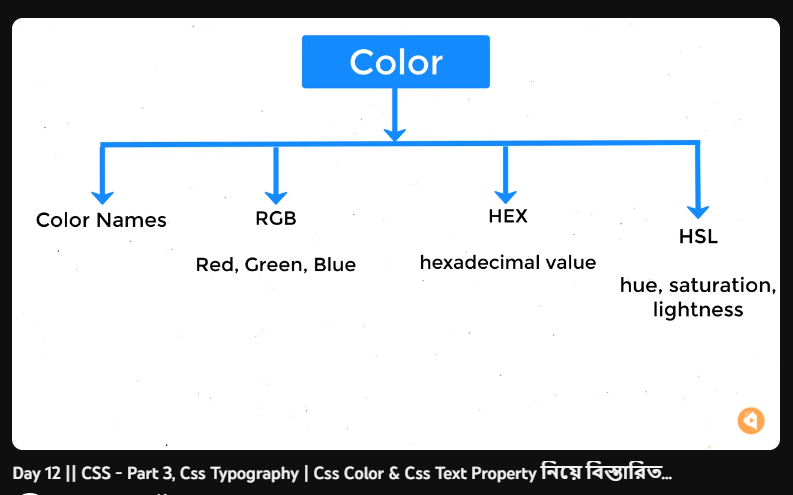 Color
Color Names
RGB
Red, Green, Blue
HEX
hexadecimal value
HSL
hue, saturation,
lightness
Day 12 || CSS - Part 3, Css Typography | Css Color & Css Text Property নিয়ে বিস্তারিত...